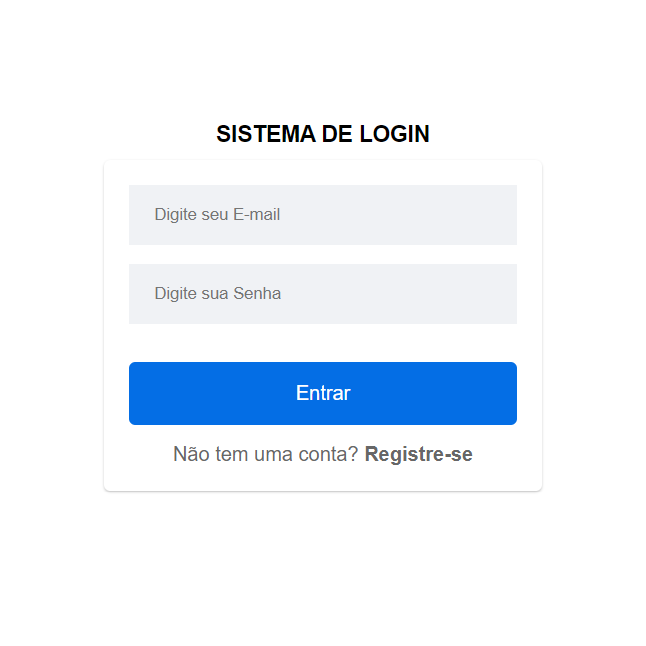 SISTEMA DE LOGIN
Digite seu E-mail
Digite sua Senha
Entrar
Não tem uma conta? Registre-se